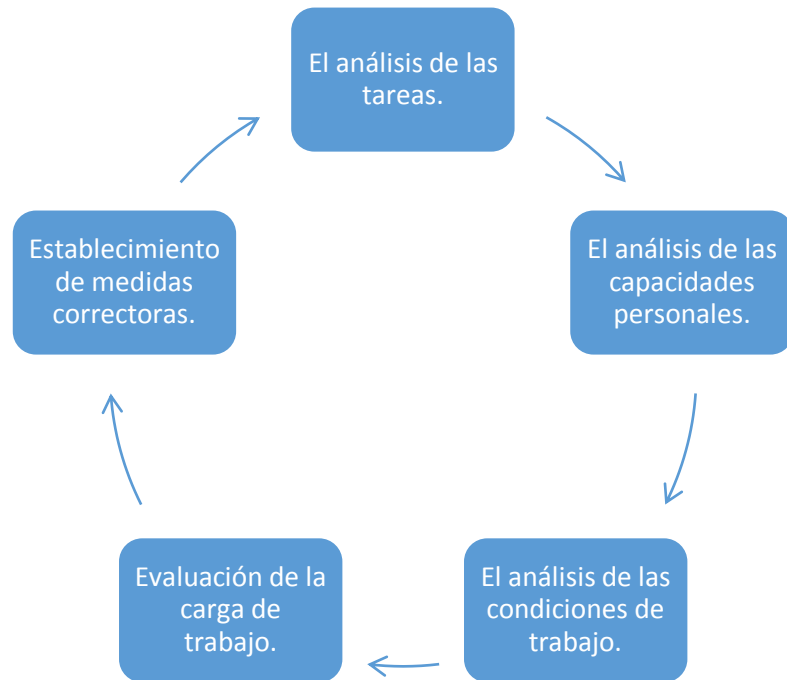 El análisis de las
tareas.
El análisis de las
capacidades
personales.
El análisis de las
condiciones de
trabajo.
Evaluación de la
carga de
trabajo.
Establecimiento
de medidas
correctoras.